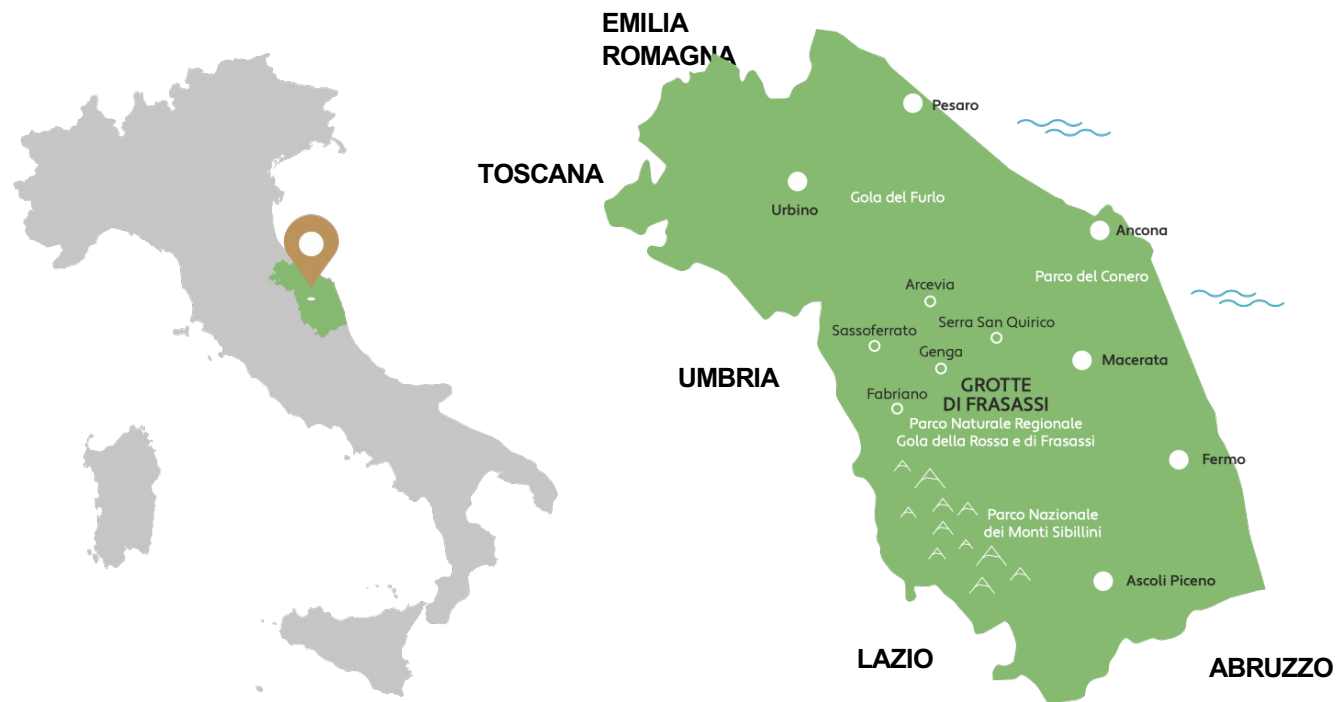 EMILIA
ROMAGNA
Pesaro
TOSCANA
Urbino
Gola del Furlo
Ancona
Parco del Conero
Arcevia
Serra San Quirico
Sassoferrato
Genga
Macerata
UMBRIA
GROTTE
DI FRASASSI
Fabriano
Parco Naturale Regionale
Gola della Rossa e di Frasassi
Fermo
Parco Nazionale
dei Monti Sibillini
Ascoli Piceno
LAZIO
ABRUZZO